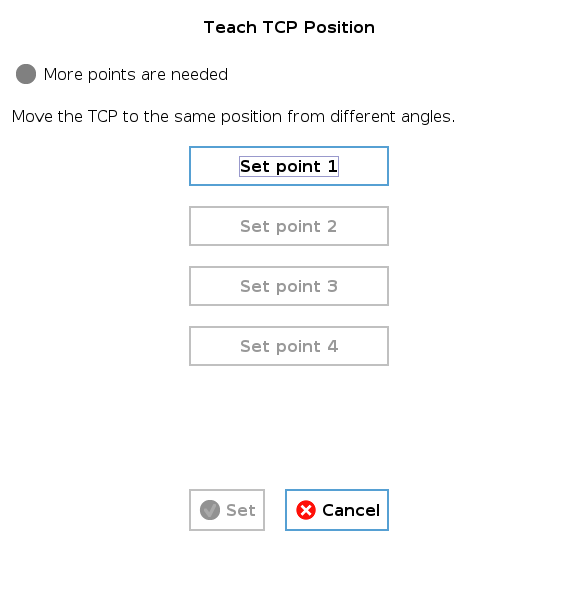 Teach TCP Position
More points are needed
Move the TCP to the same position from different angles.
Set point 1
Set point 2
Set point 3
Set point 4
Set
Cancel